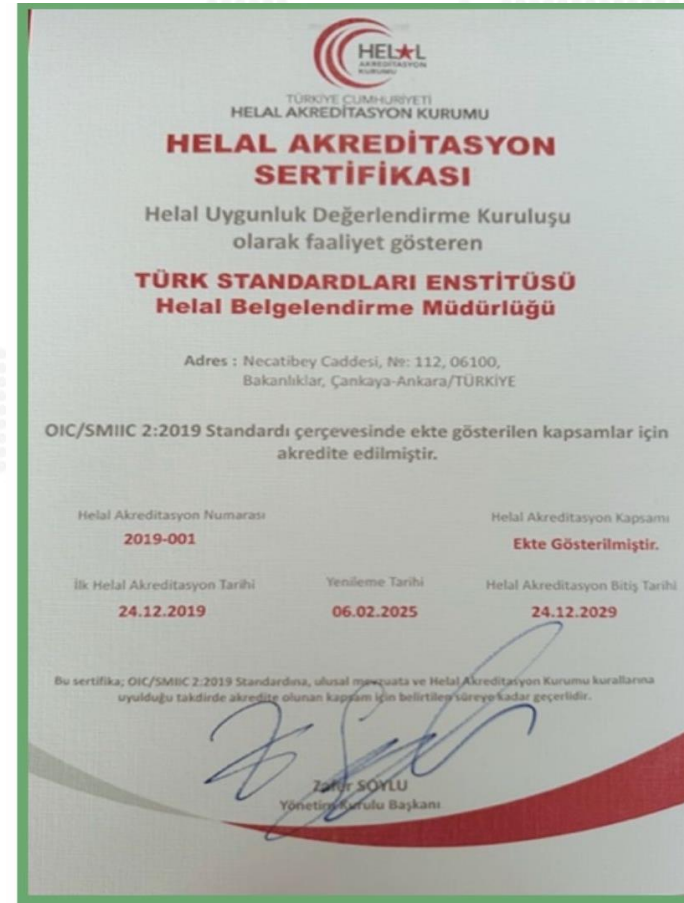 HEL★L
AKREDİTASYON
KURUMU
TÜRKİYE CUMHURİYETİ
HELAL AKREDİTASYON KURUMU
HELAL AKREDİTASYON
SERTİFİKASI
Helal Uygunluk Değerlendirme Kuruluşu
olarak faaliyet gösteren
TÜRK STANDARDLARI ENSTİTÜSÜ
Helal Belgelendirme Müdürlüğü
Adres : Necatibey Caddesi, №: 112, 06100,
Bakanlıklar, Çankaya-Ankara/TÜRKİYE
OIC/SMIIC 2:2019 Standardı çerçevesinde ekte gösterilen kapsamlar için
akredite edilmiştir.
Helal Akreditasyon Numarası
2019-001
Helal Akreditasyon Kapsamı
Ekte Gösterilmiştir.
İlk Helal Akreditasyon Tarihi
24.12.2019
Yenileme Tarihi
06.02.2025
Helal Akreditasyon Bitiş Tarihi
24.12.2029
Bu sertifika; OIC/SMIIC 2:2019 Standardına, ulusal mevzuata ve Helal Akreditasyon Kurumu kurallarına
uyulduğu takdirde akredite olunan kapsam için belirtilen süreye kadar geçerlidir.
Zafer SOYLU
Yönetim Kurulu Başkanı